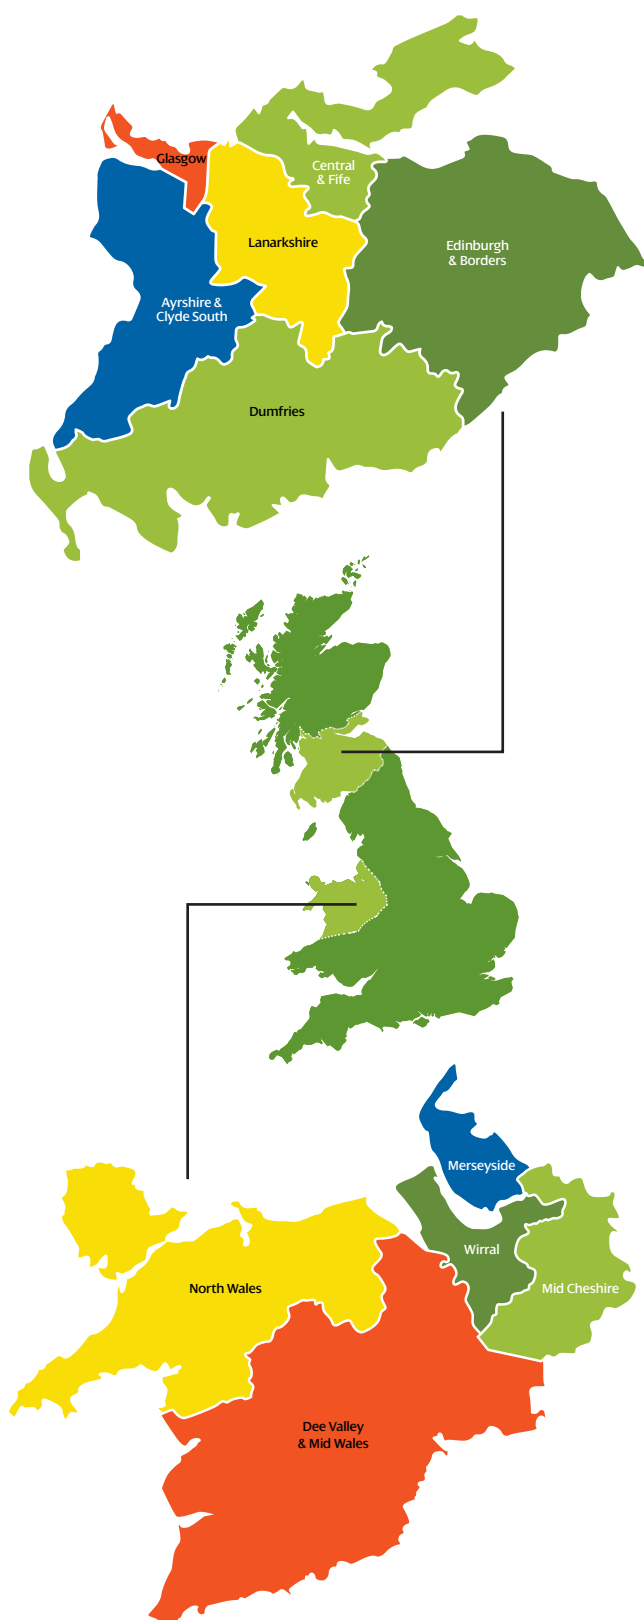 Glasgow
Central
& Fife
Lanarkshire
Edinburgh
& Borders
Ayrshire &
Clyde South
Dumfries
Merseyside
Wirral
North Wales
Mid Cheshire
Dee Valley
& Mid Wales